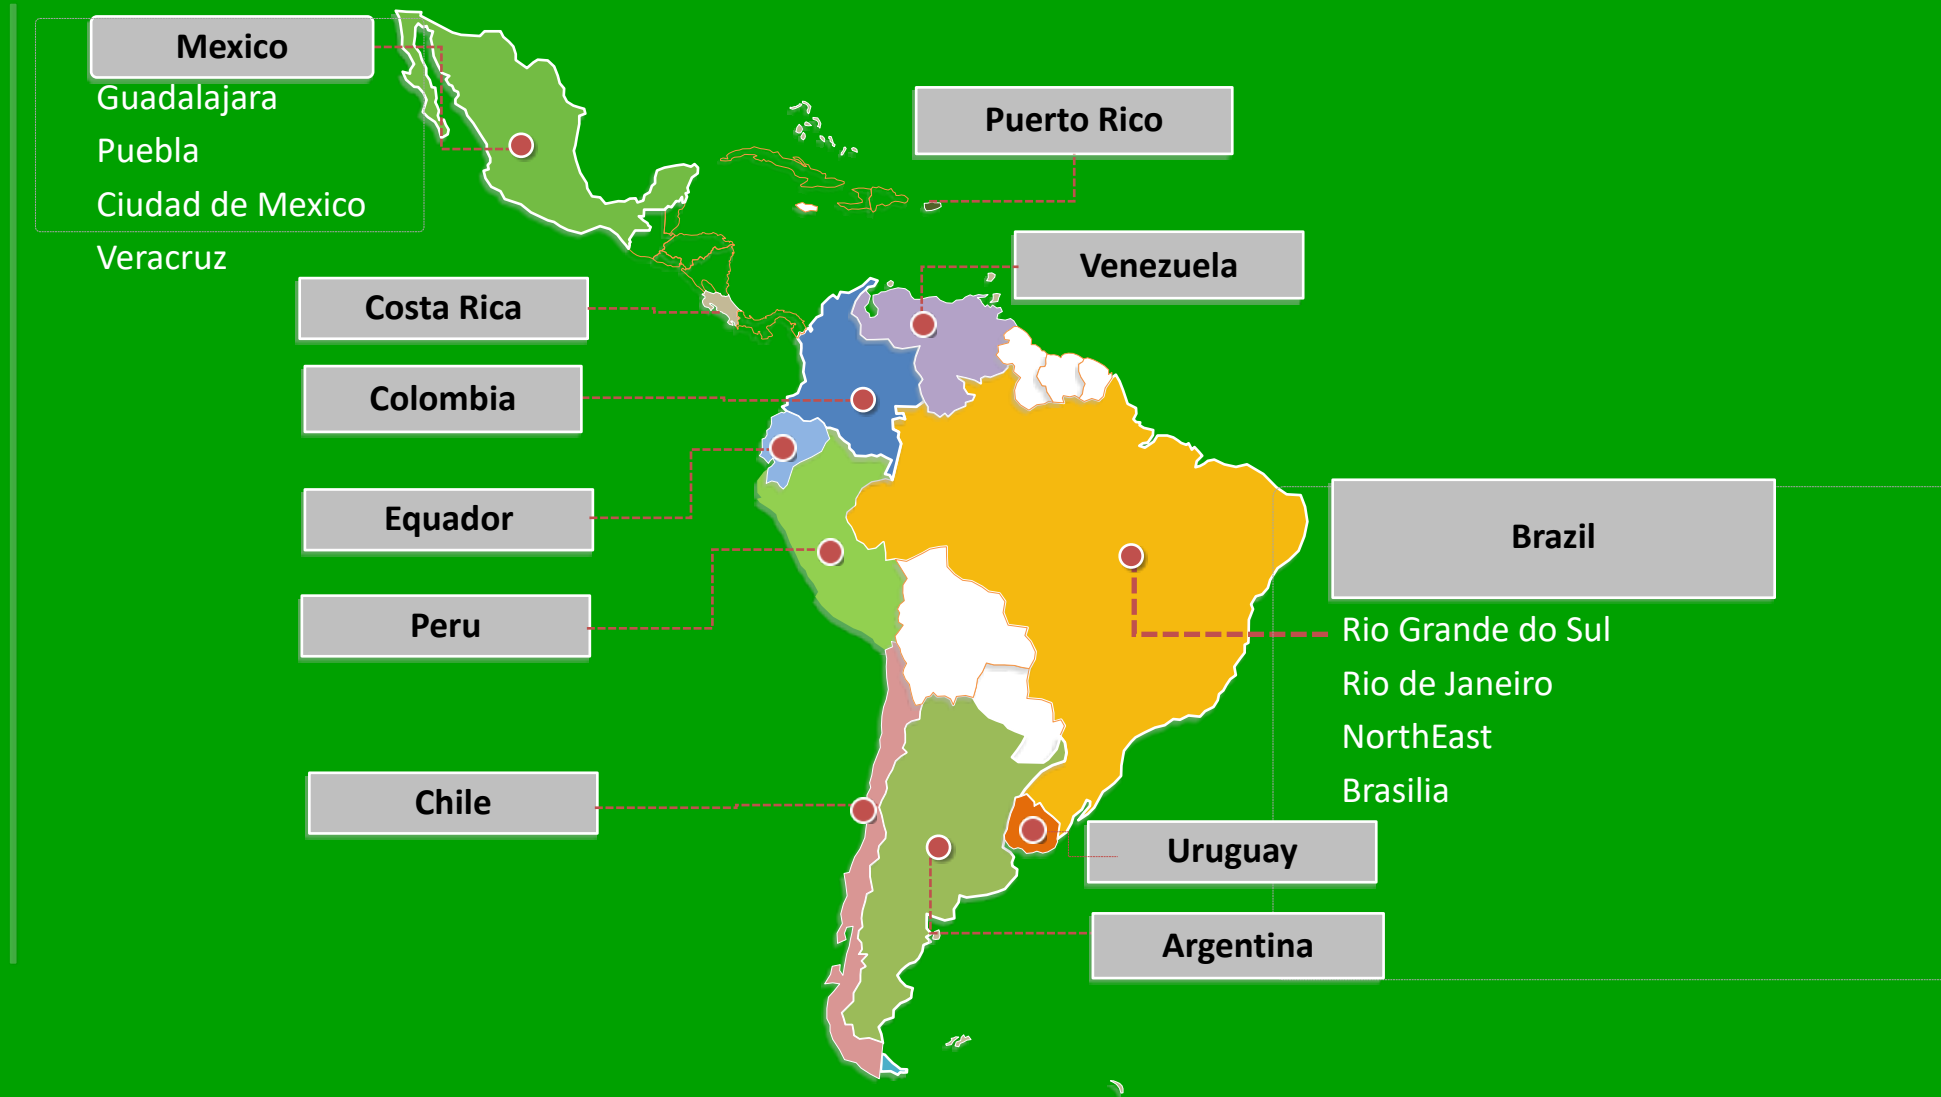 Mexico
Guadalajara
Puebla
Ciudad de Mexico
Veracruz
Puerto Rico
Venezuela
Costa Rica
Colombia
Equador
Peru
Brazil
Rio Grande do Sul
Rio de Janeiro
NorthEast
Brasilia
Chile
Uruguay
Argentina